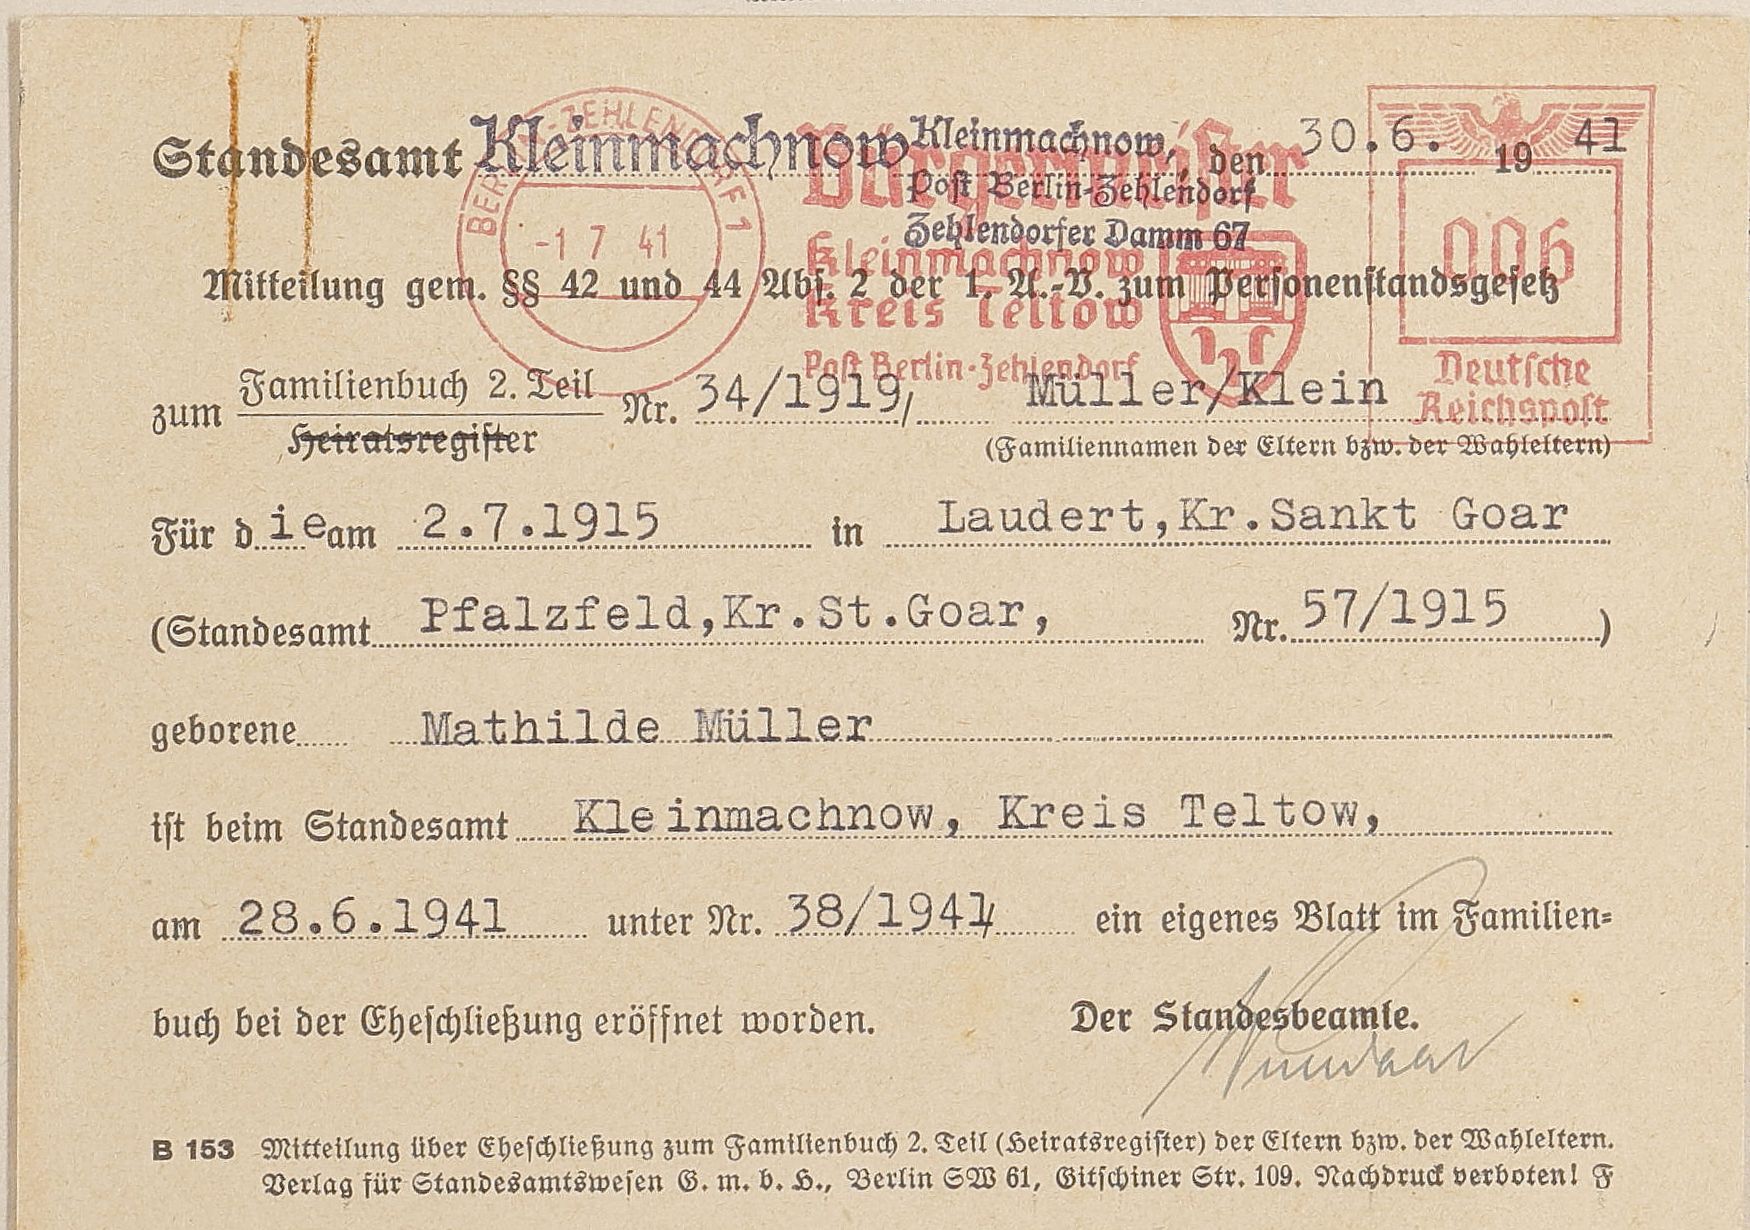 Standesamt Kleinmachnow Kleinmachnow, den 30.6. 19 41
Post Berlin-Zehlendorf
Zehlendorfer Damm 67
BERLIN-ZEHLENDORF 1
-1 7 41
Bürgermeister
Kleinmachnow
Kreis Teltow
Post Berlin-Zehlendorf
006
Deutsche
Reichspost
Mitteilung gem. §§ 42 und 44 Abs. 2 der 1. A.-V. zum Personenstandsgesetz
zum Familienbuch 2. Teil Nr. 34/1919, Müller/Klein
Heiratsregister
(Familiennamen der Eltern bzw. der Wahleltern)
Für die am 2.7.1915 in Laudert,Kr.Sankt Goar
(Standesamt Pfalzfeld,Kr.St.Goar, Nr. 57/1915 )
geborene Mathilde Müller
ist beim Standesamt Kleinmachnow, Kreis Teltow,
am 28.6.1941 unter Nr. 38/1941 ein eigenes Blatt im Familien-
buch bei der Eheschließung eröffnet worden. Der Standesbeamte.
B 153 Mitteilung über Eheschließung zum Familienbuch 2. Teil (Heiratsregister) der Eltern bzw. der Wahleltern.
Verlag für Standesamtswesen G. m. b. H., Berlin SW 61, Gitschiner Str. 109. Nachdruck verboten! F